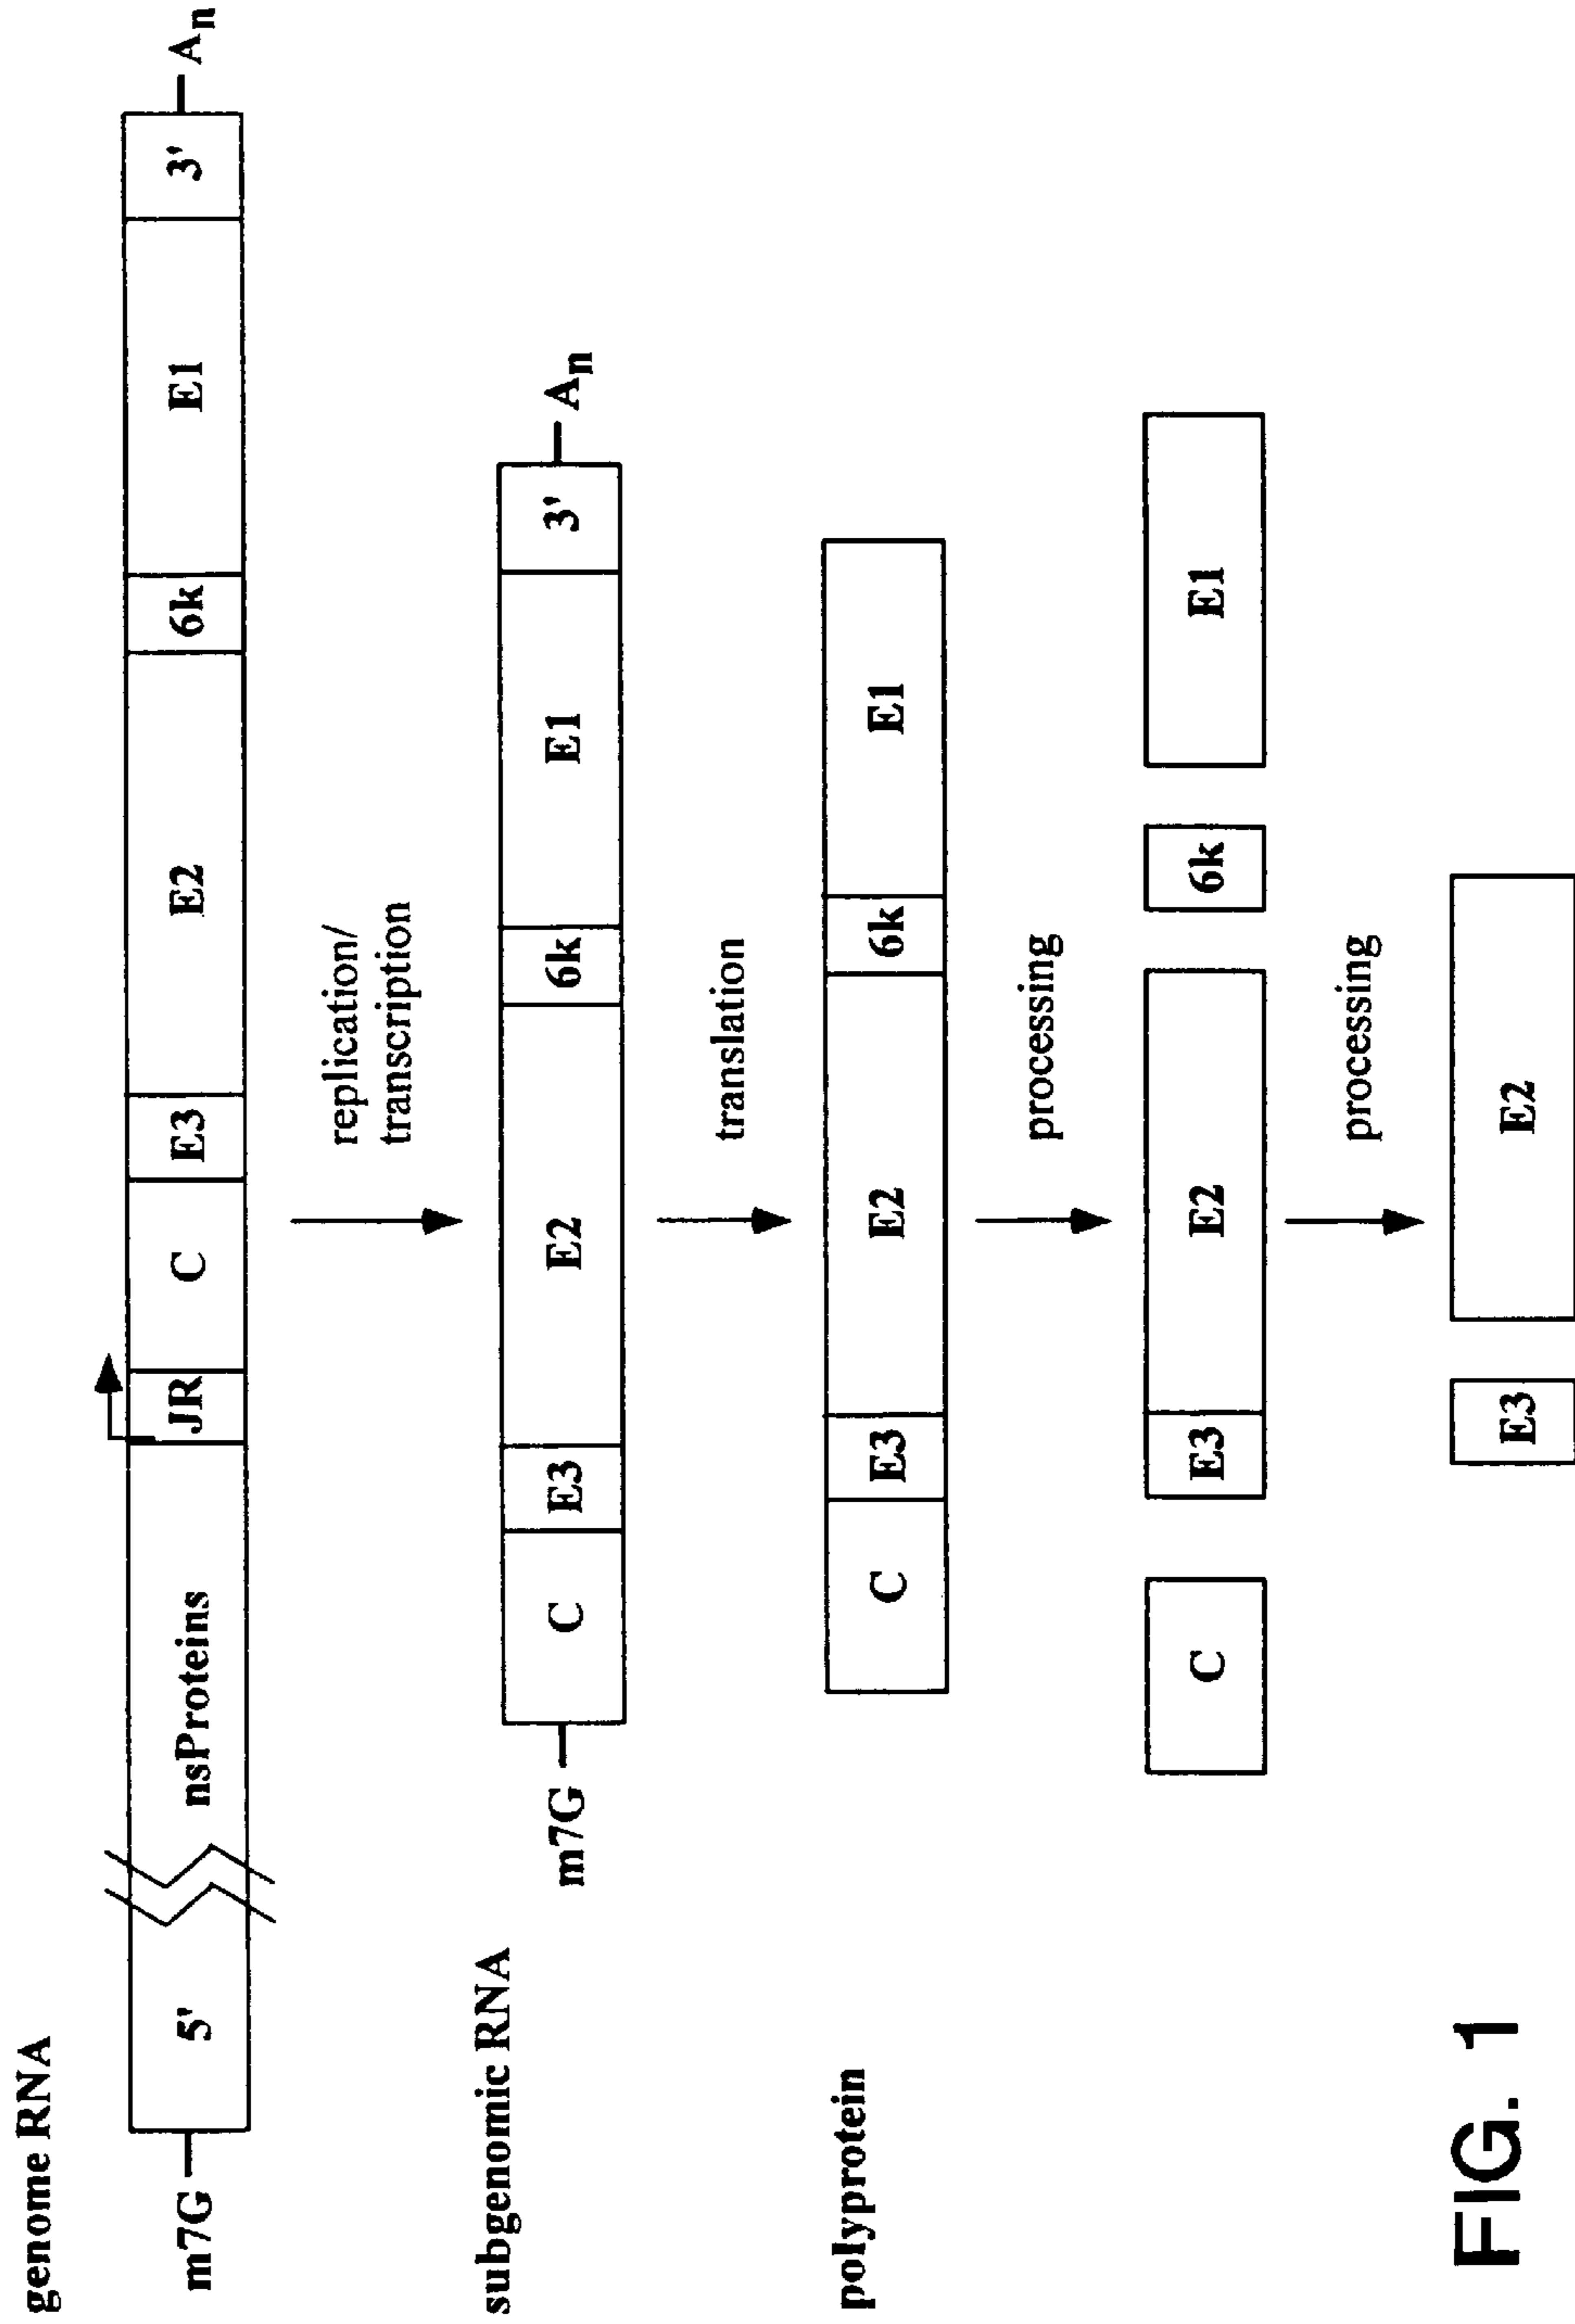 genome RNA
m7G 5' nsProteins JR C E3 E2 6k E1 3' An
replication/
transcription
subgenomic RNA
m7G C E3 E2 6k E1 3' An
translation
polyprotein
C E3 E2 6k E1
processing
C E3 E2 6k E1
processing
E3 E2
FIG. 1